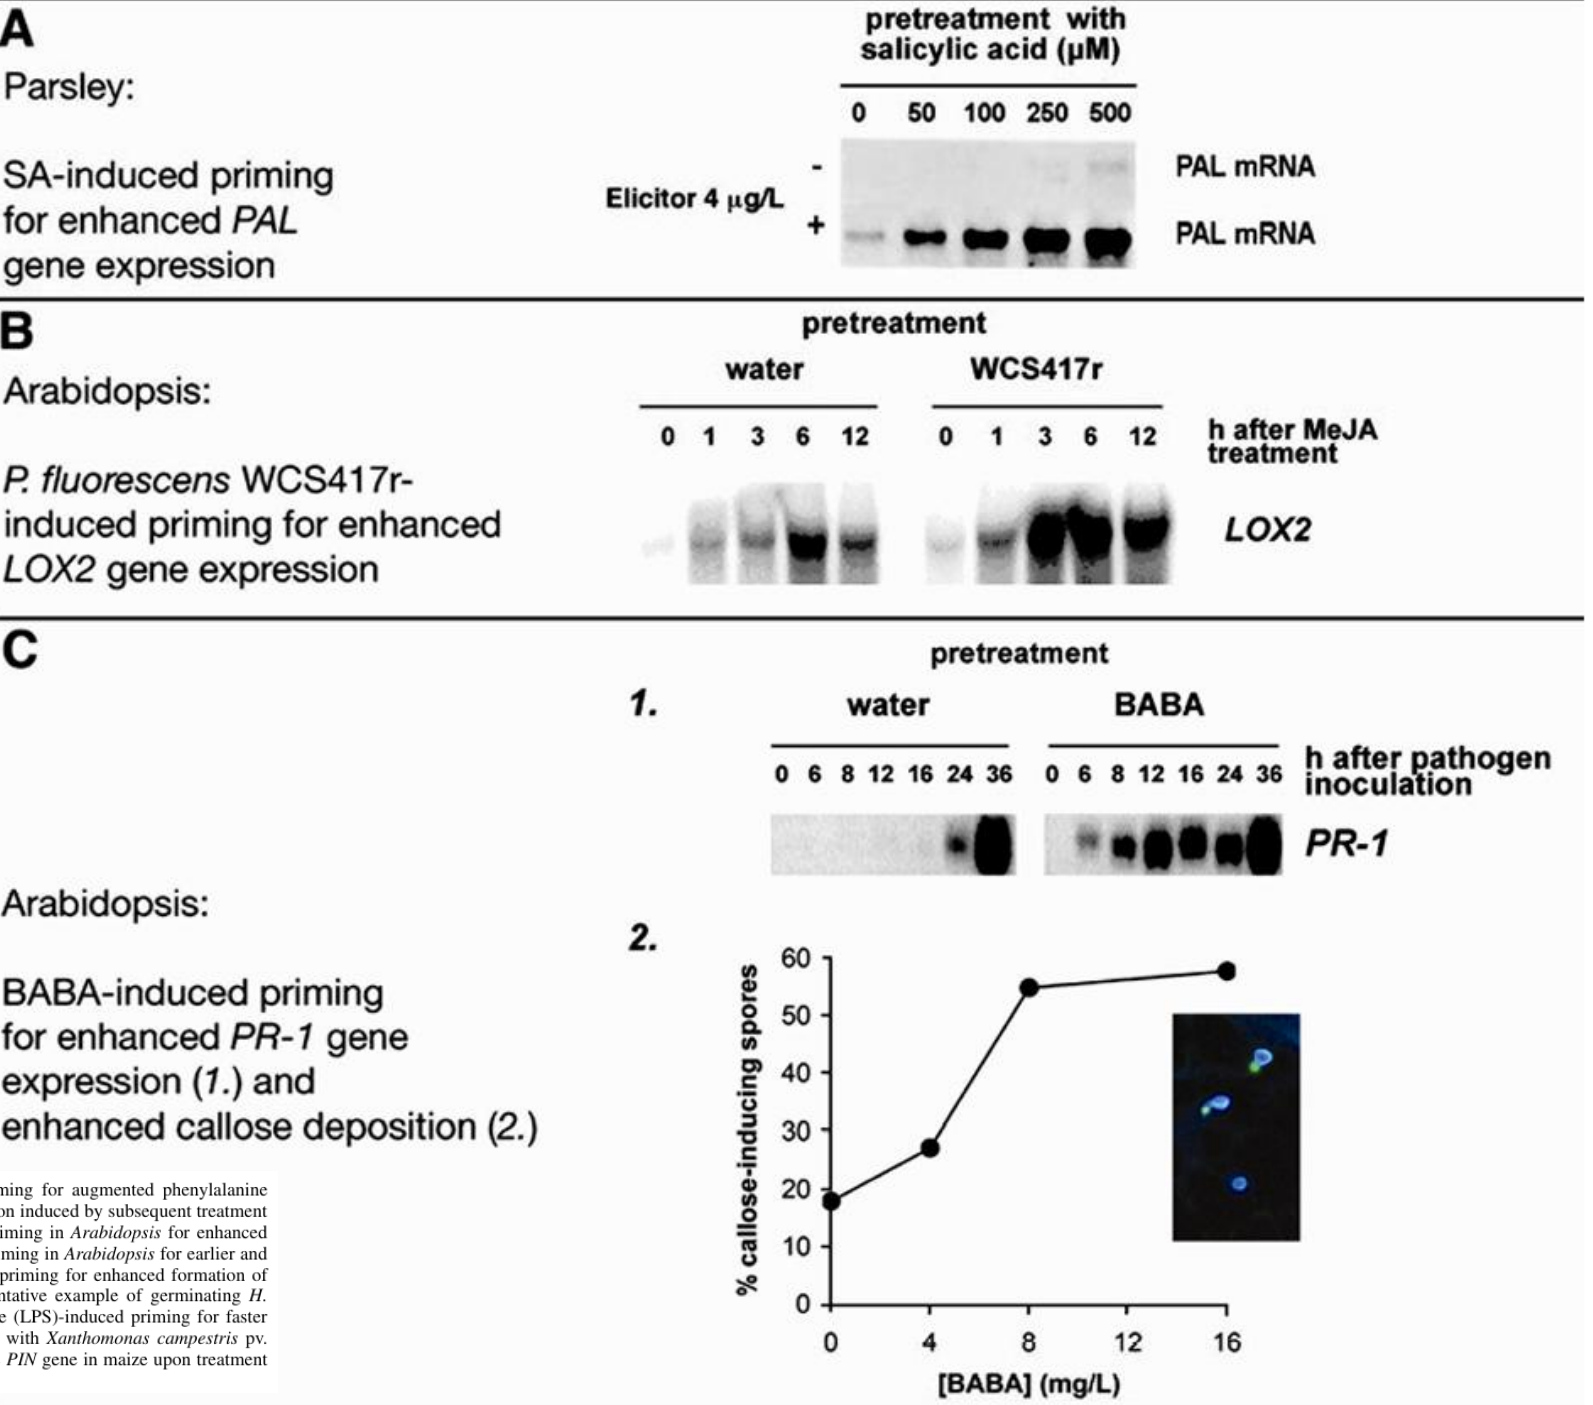 A
Parsley:
SA-induced priming
for enhanced PAL
gene expression
pretreatment with
salicylic acid (µM)
0 50 100 250 500
Elicitor 4 µg/L
- PAL mRNA
+ PAL mRNA
B
Arabidopsis:
P. fluorescens WCS417r-
induced priming for enhanced
LOX2 gene expression
pretreatment
water WCS417r
0 1 3 6 12 0 1 3 6 12 h after MeJA
treatment
LOX2
C
Arabidopsis:
BABA-induced priming
for enhanced PR-1 gene
expression (1.) and
enhanced callose deposition (2.)
pretreatment
1. water BABA
0 6 8 12 16 24 36 0 6 8 12 16 24 36 h after pathogen
inoculation
PR-1
2.
% callose-inducing spores
60
50
40
30
20
10
0
0 4 8 12 16
[BABA] (mg/L)
ming for augmented phenylalanine
on induced by subsequent treatment
iming in Arabidopsis for enhanced
ming in Arabidopsis for earlier and
priming for enhanced formation of
ntative example of germinating H.
e (LPS)-induced priming for faster
with Xanthomonas campestris pv.
PIN gene in maize upon treatment